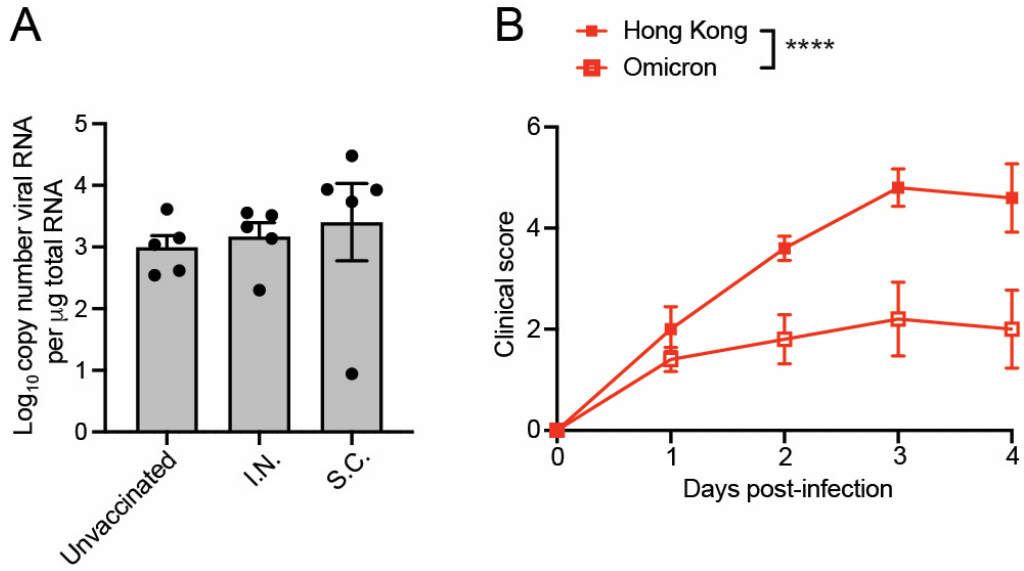 A
Log₁₀ copy number viral RNA
per μg total RNA
5
4
3
2
1
0
Unvaccinated
I.N.
S.C.
B
Hong Kong
Omicron
****
Clinical score
6
4
2
0
0 1 2 3 4
Days post-infection